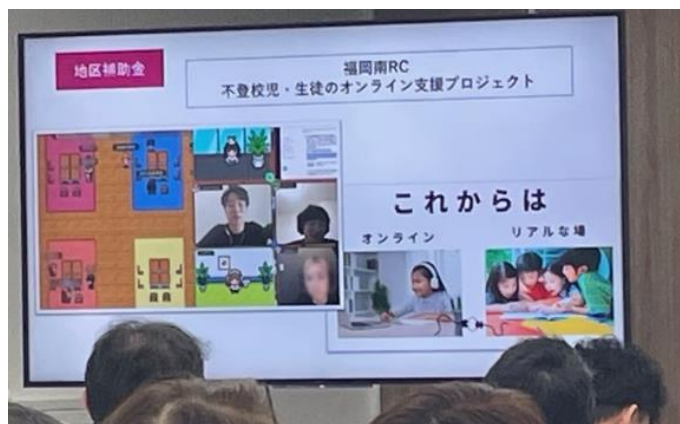 地区補助金
福岡南RC
不登校児・生徒のオンライン支援プロジェクト
これからは
オンライン
リアルな場